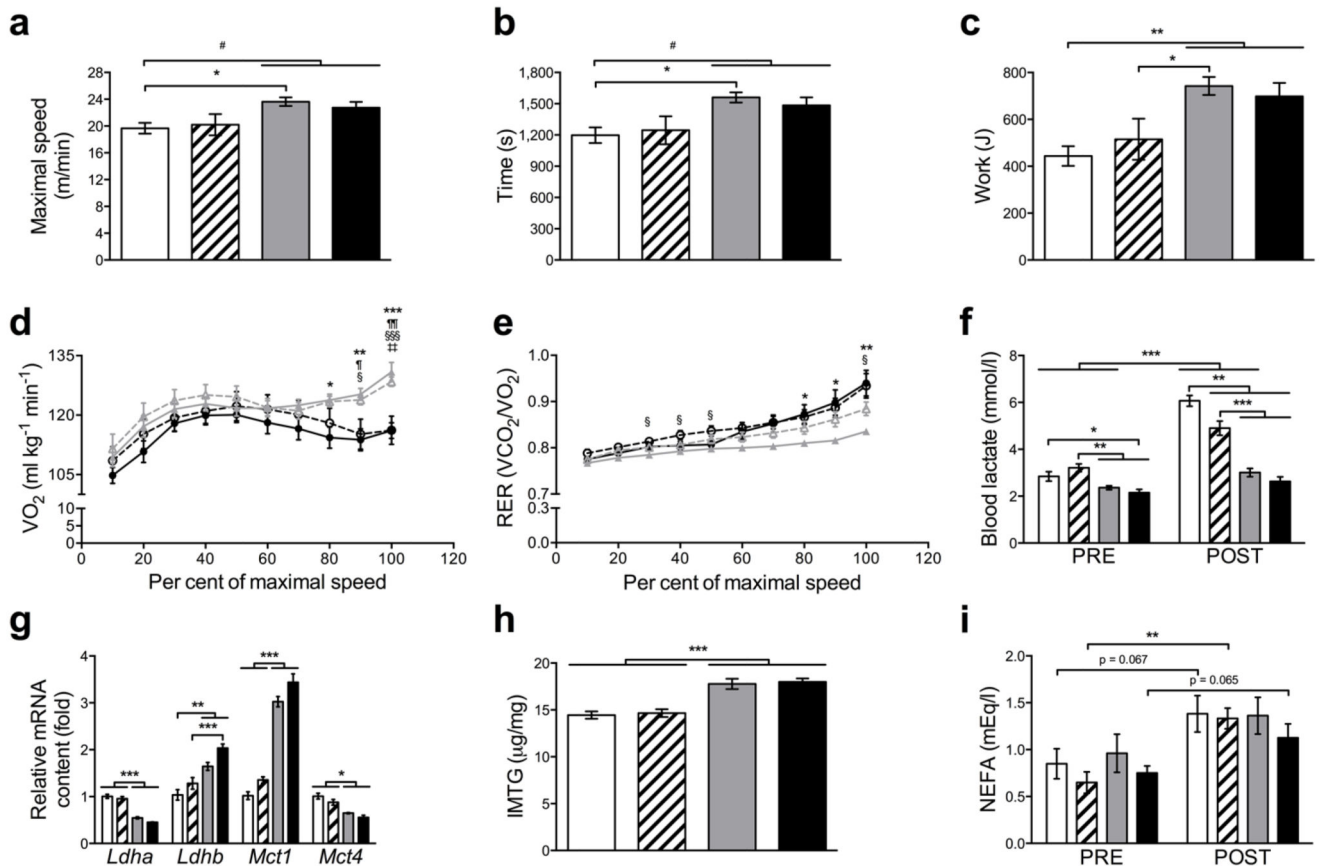 a
#
*
28
24
20
16
12
8
4
0
Maximal speed
(m/min)
b
#
*
1,800
1,500
1,200
900
600
300
0
Time (s)
c
**
*
800
600
400
200
0
Work (J)
d
***
¶¶
§§§
‡‡
**
¶
§
*
135
120
105
10
5
0
VO2 (ml kg-1 min-1)
0 20 40 60 80 100 120
Per cent of maximal speed
e
**
§
*
*
§ § §
1.0
0.9
0.8
0.7
0.3
0.0
RER (VCO2/VO2)
0 20 40 60 80 100 120
Per cent of maximal speed
f
***
**
***
*
**
8
6
4
2
0
Blood lactate (mmol/l)
PRE POST
g
***
**
***
***
*
4
3
2
1
0
Relative mRNA
content (fold)
Ldha Ldhb Mct1 Mct4
h
***
20
15
10
5
0
IMTG (µg/mg)
i
**
p = 0.067
p = 0.065
2.0
1.5
1.0
0.5
0.0
NEFA (mEq/l)
PRE POST